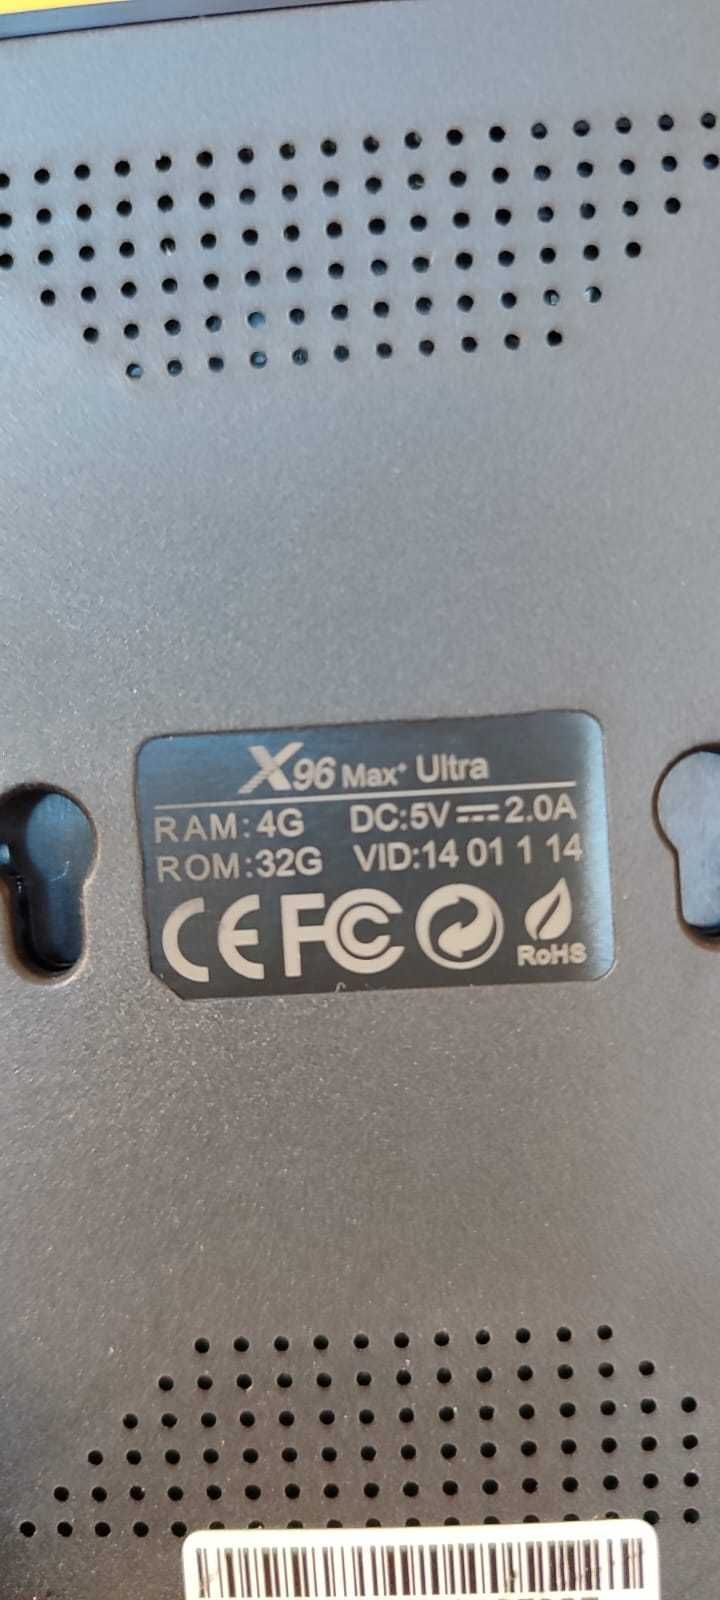 X96 Max+ Ultra
RAM:4G DC:5V⎓2.0A
ROM:32G VID:14 01 1 14
CE FC RoHS